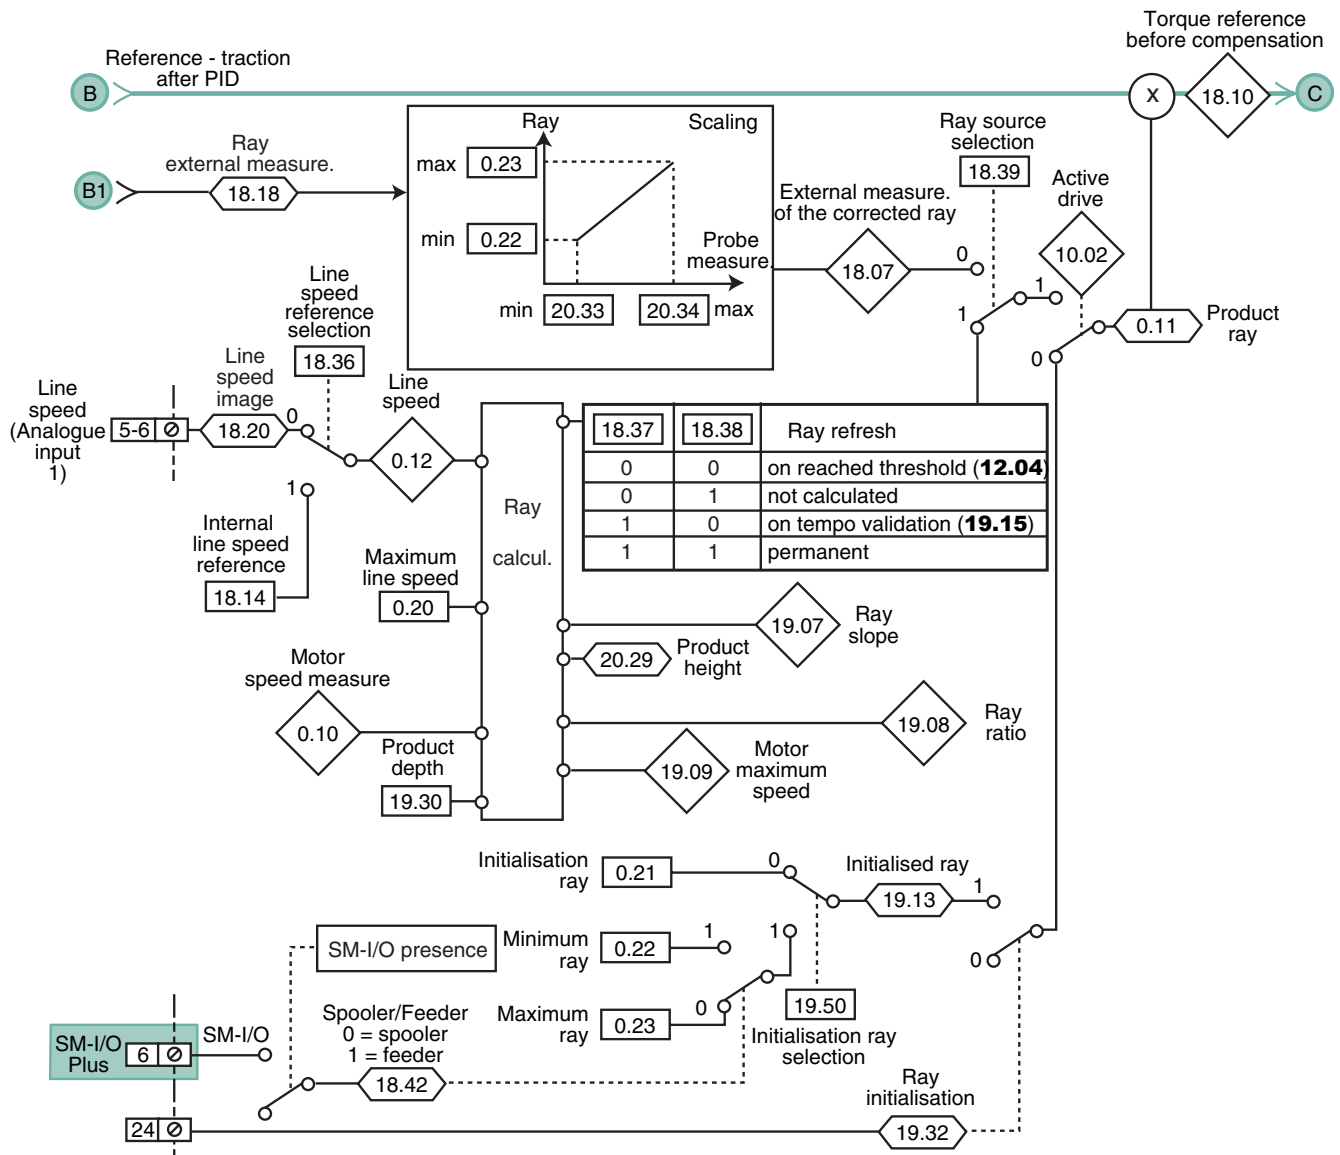 Torque reference
before compensation
Reference - traction
after PID
B
X
18.10
C
Ray
external measure.
B1
18.18
Ray
Scaling
max
0.23
min
0.22
Probe
measure.
min
20.33
20.34
max
External measure.
of the corrected ray
18.07
Ray source
selection
18.39
Active
drive
10.02
0
1
1
0
0.11
Product
ray
Line
speed
reference
selection
18.36
Line
speed
image
Line
speed
Line
speed
(Analogue
input
1)
5-6
18.20
0
0.12
1
Internal
line speed
reference
18.14
Ray
calcul.
18.37
18.38
Ray refresh
0 0 on reached threshold (12.04)
0 1 not calculated
1 0 on tempo validation (19.15)
1 1 permanent
Maximum
line speed
0.20
19.07
Ray
slope
20.29
Product
height
Motor
speed measure
0.10
19.08
Ray
ratio
Product
depth
19.30
19.09
Motor
maximum
speed
Initialisation
ray
0.21
0
Initialised ray
19.13
1
SM-I/O presence
Minimum
ray
0.22
1
1
0
Maximum
ray
0.23
0
19.50
Initialisation ray
selection
SM-I/O
Plus
6
SM-I/O
Spooler/Feeder
0 = spooler
1 = feeder
18.42
Ray
initialisation
24
19.32